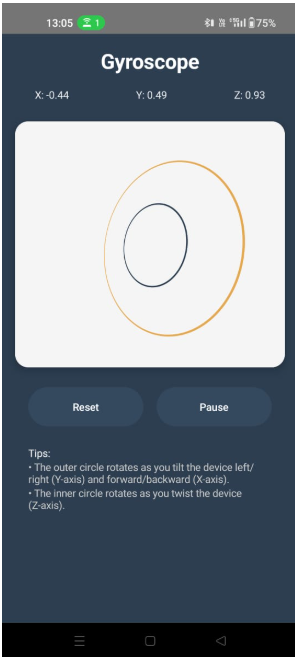 13:05 1 75%
Gyroscope
X: -0.44 Y: 0.49 Z: 0.93
Reset Pause
Tips:
• The outer circle rotates as you tilt the device left/
right (Y-axis) and forward/backward (X-axis).
• The inner circle rotates as you twist the device
(Z-axis).